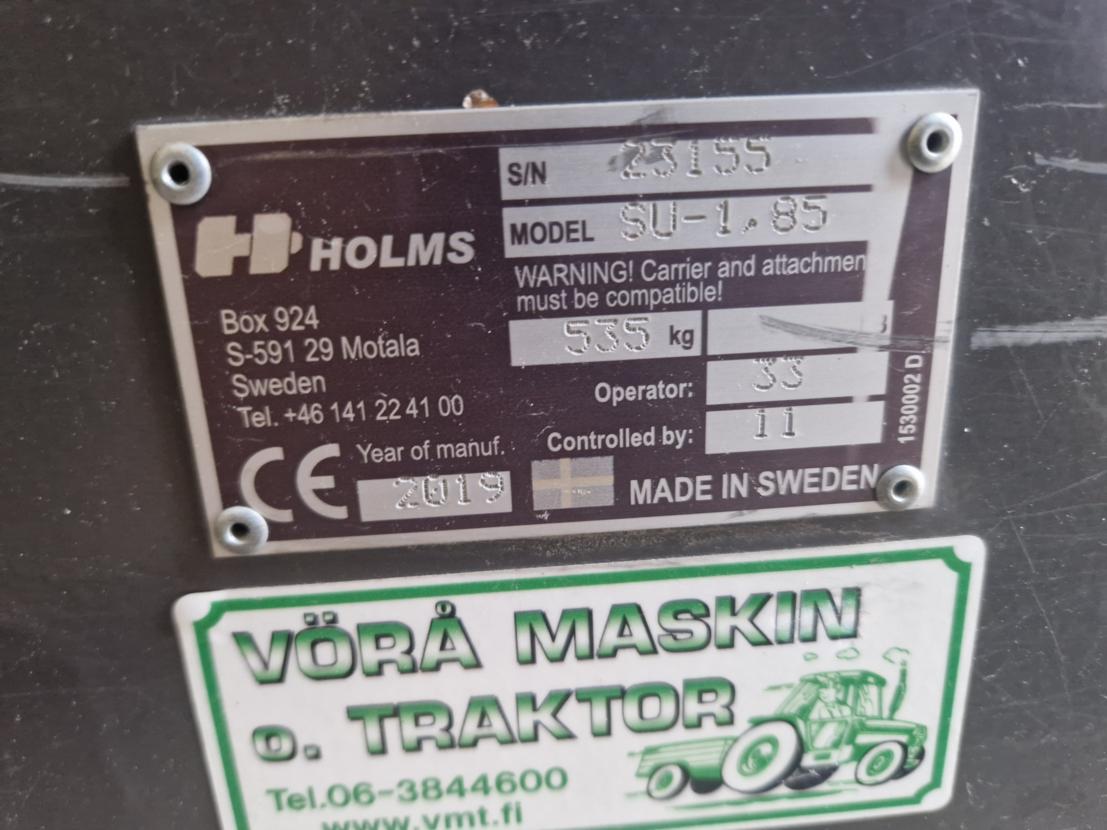 S/N 23155
MODEL SU-1.85
HOLMS
WARNING! Carrier and attachmen
must be compatible!
535 kg
Box 924
S-591 29 Motala
Sweden
Tel. +46 141 22 41 00
Operator: 33
Controlled by: 11
CE
Year of manuf.
2019
MADE IN SWEDEN
1530002 D
VÖRÅ MASKIN
o. TRAKTOR
Tel.06-3844600
www.vmt.fi